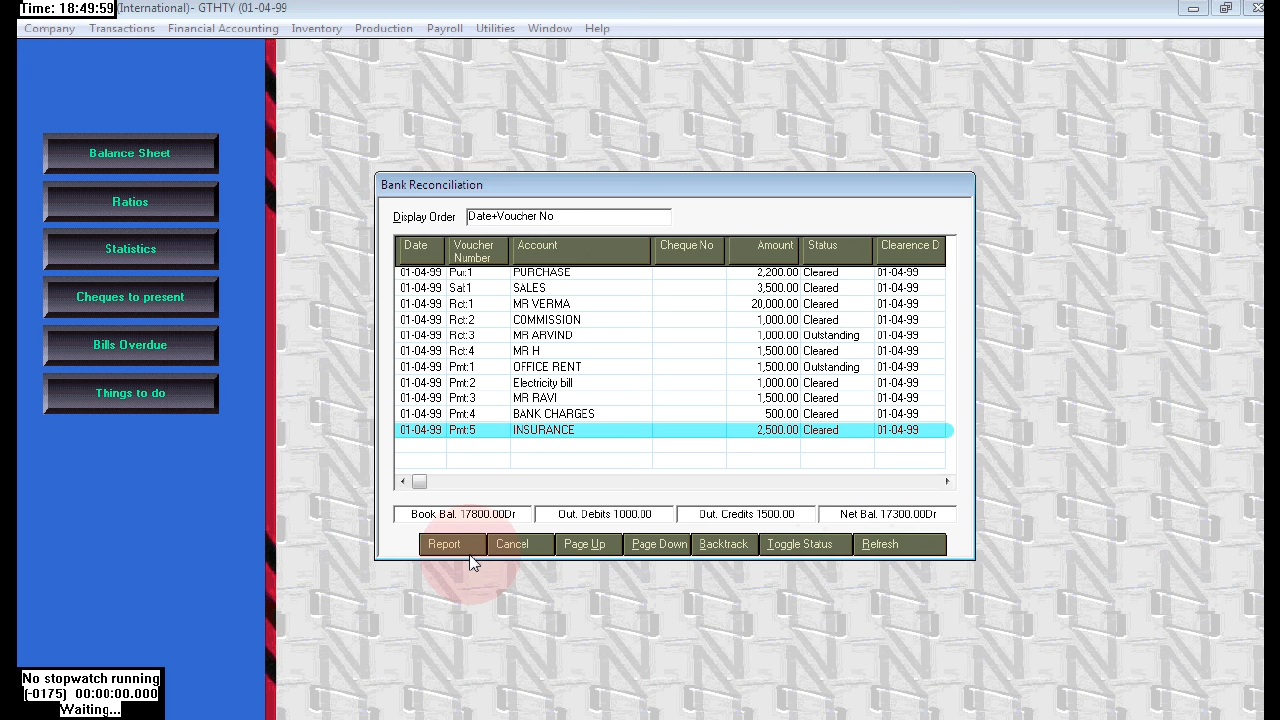 Time: 18:49:59 (International)- GTHTY (01-04-99
Company Transactions Financial Accounting Inventory Production Payroll Utilities Window Help
Balance Sheet
Ratios
Statistics
Cheques to present
Bills Overdue
Things to do
Bank Reconciliation
Display Order Date+Voucher No
Date Voucher Number Account Cheque No Amount Status Clearence D
01-04-99 Pur:1 PURCHASE 2,200.00 Cleared 01-04-99
01-04-99 Sat:1 SALES 3,500.00 Cleared 01-04-99
01-04-99 Rct:1 MR VERMA 20,000.00 Cleared 01-04-99
01-04-99 Rct:2 COMMISSION 1,000.00 Cleared 01-04-99
01-04-99 Rct:3 MR ARVIND 1,000.00 Outstanding 01-04-99
01-04-99 Rct:4 MR H 1,500.00 Cleared 01-04-99
01-04-99 Pmt:1 OFFICE RENT 1,500.00 Outstanding 01-04-99
01-04-99 Pmt:2 Electricity bill 1,000.00 Cleared 01-04-99
01-04-99 Pmt:3 MR RAVI 1,500.00 Cleared 01-04-99
01-04-99 Pmt:4 BANK CHARGES 500.00 Cleared 01-04-99
01-04-99 Pmt:5 INSURANCE 2,500.00 Cleared 01-04-99
Book Bal. 17800.00Dr Out. Debits 1000.00 Out. Credits 1500.00 Net Bal. 17300.00Dr
Report Cancel Page Up Page Down Backtrack Toggle Status Refresh
No stopwatch running
(-0175) 00:00:00.000
Waiting...